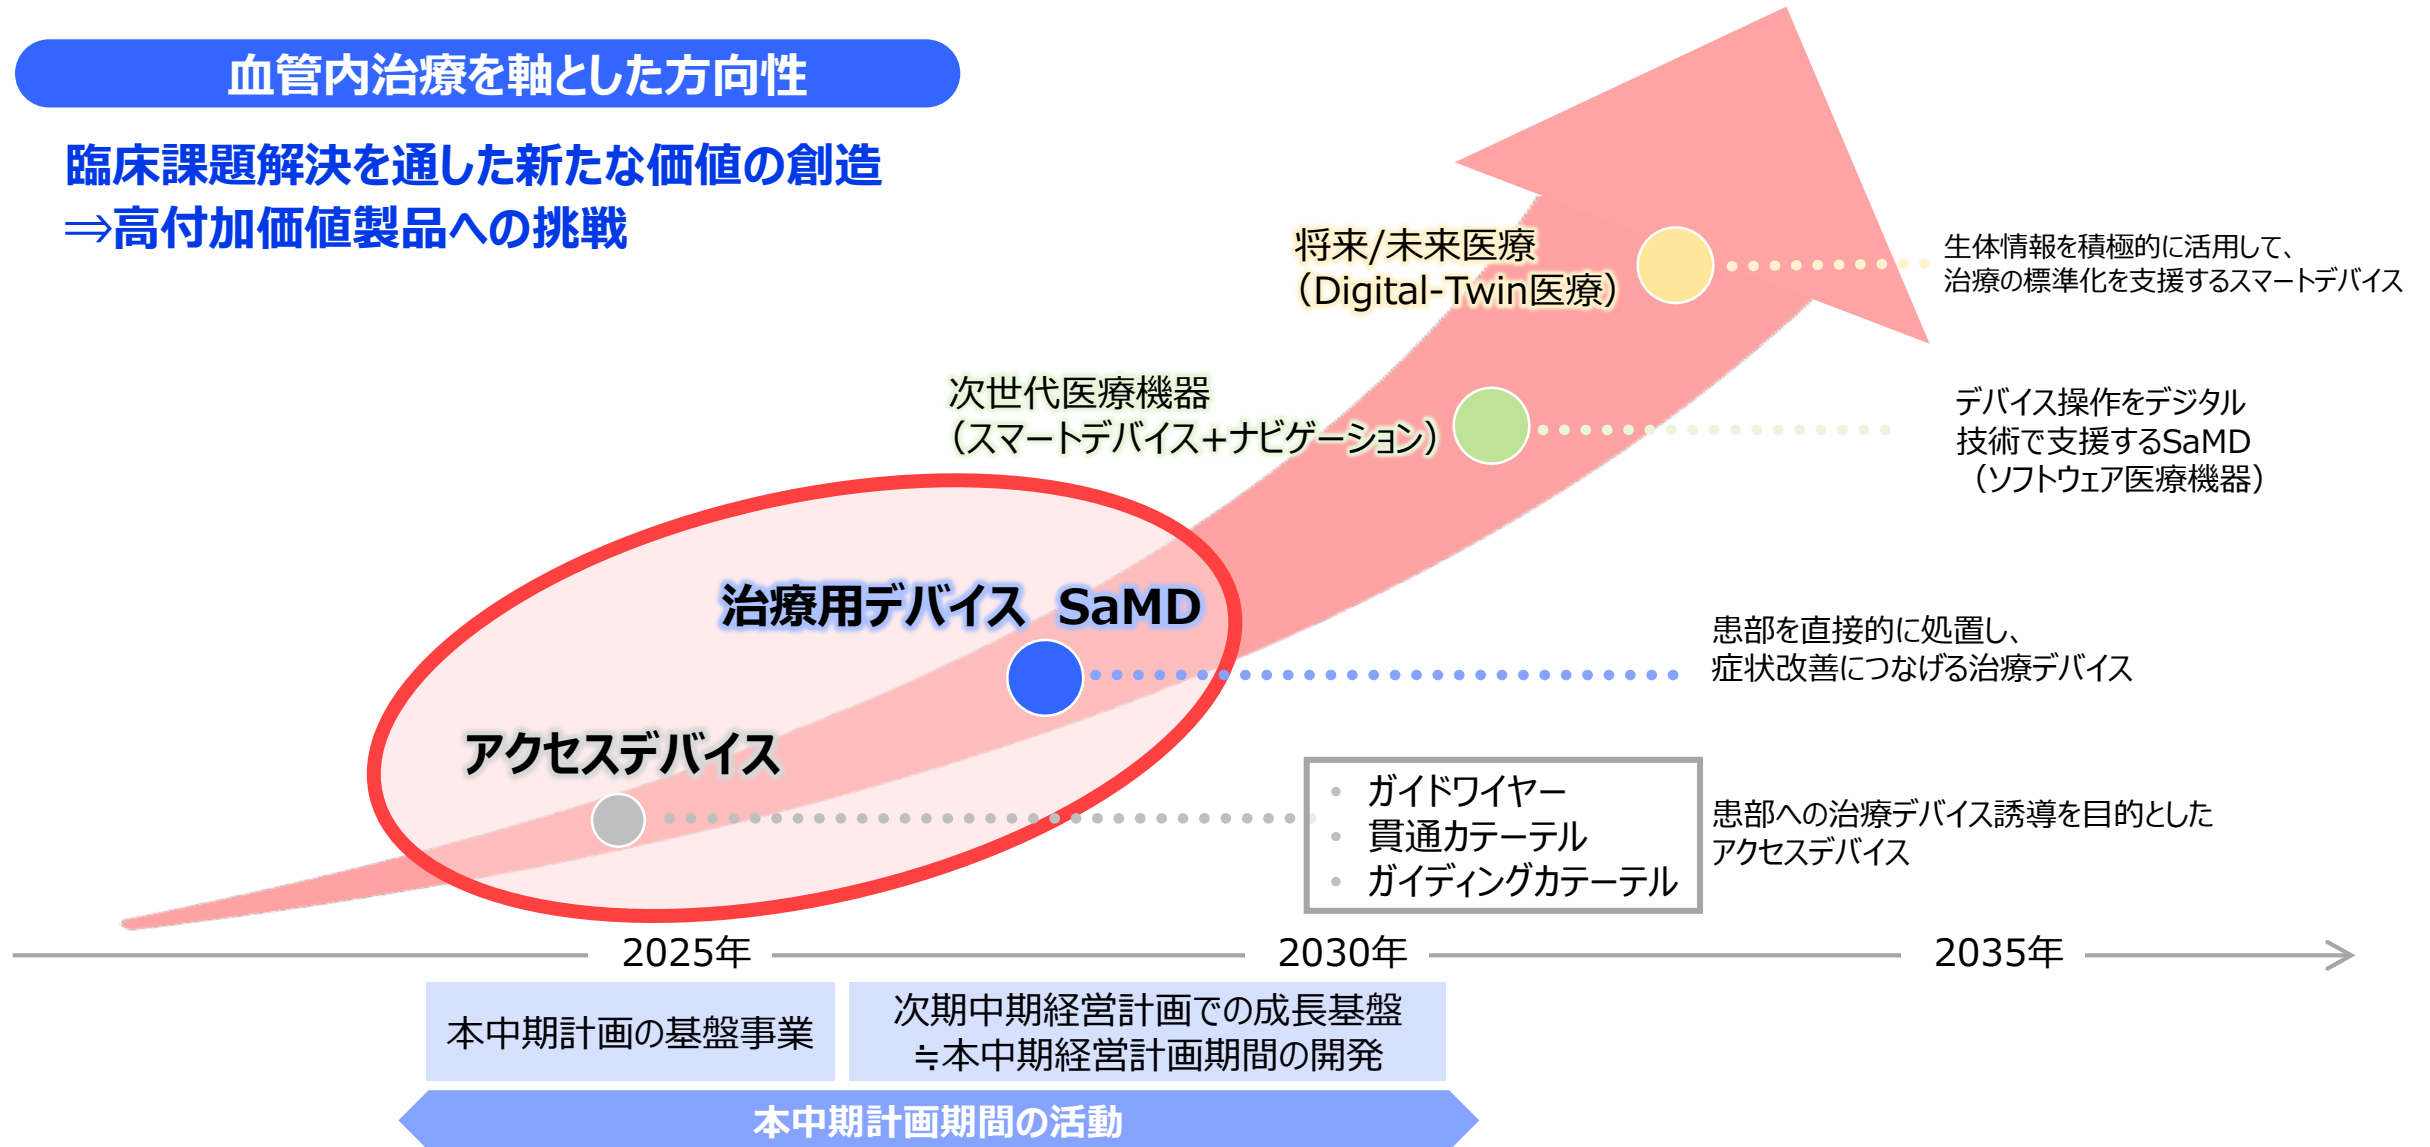 血管内治療を軸とした方向性
臨床課題解決を通した新たな価値の創造
⇒高付加価値製品への挑戦
将来/未来医療
（Digital-Twin医療）
生体情報を積極的に活用して、
治療の標準化を支援するスマートデバイス
次世代医療機器
（スマートデバイス+ナビゲーション）
デバイス操作をデジタル
技術で支援するSaMD
（ソフトウェア医療機器）
治療用デバイス SaMD
患部を直接的に処置し、
症状改善につなげる治療デバイス
アクセスデバイス
• ガイドワイヤー
• 貫通カテーテル
• ガイディングカテーテル
患部への治療デバイス誘導を目的とした
アクセスデバイス
2025年
2030年
2035年
本中期計画の基盤事業
次期中期経営計画での成長基盤
≒本中期経営計画期間の開発
本中期計画期間の活動